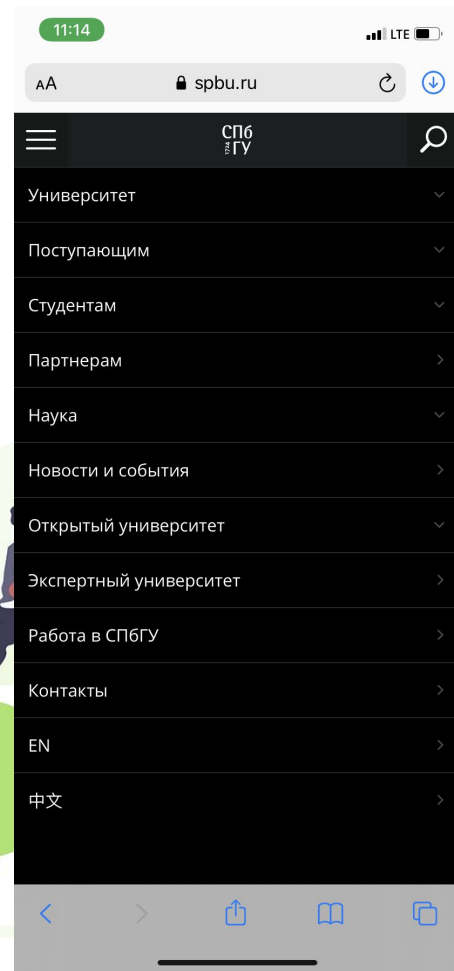 11:14
LTE
AA
spbu.ru
СПб
1724 ГУ
Университет
Поступающим
Студентам
Партнерам
Наука
Новости и события
Открытый университет
Экспертный университет
Работа в СПбГУ
Контакты
EN
中文